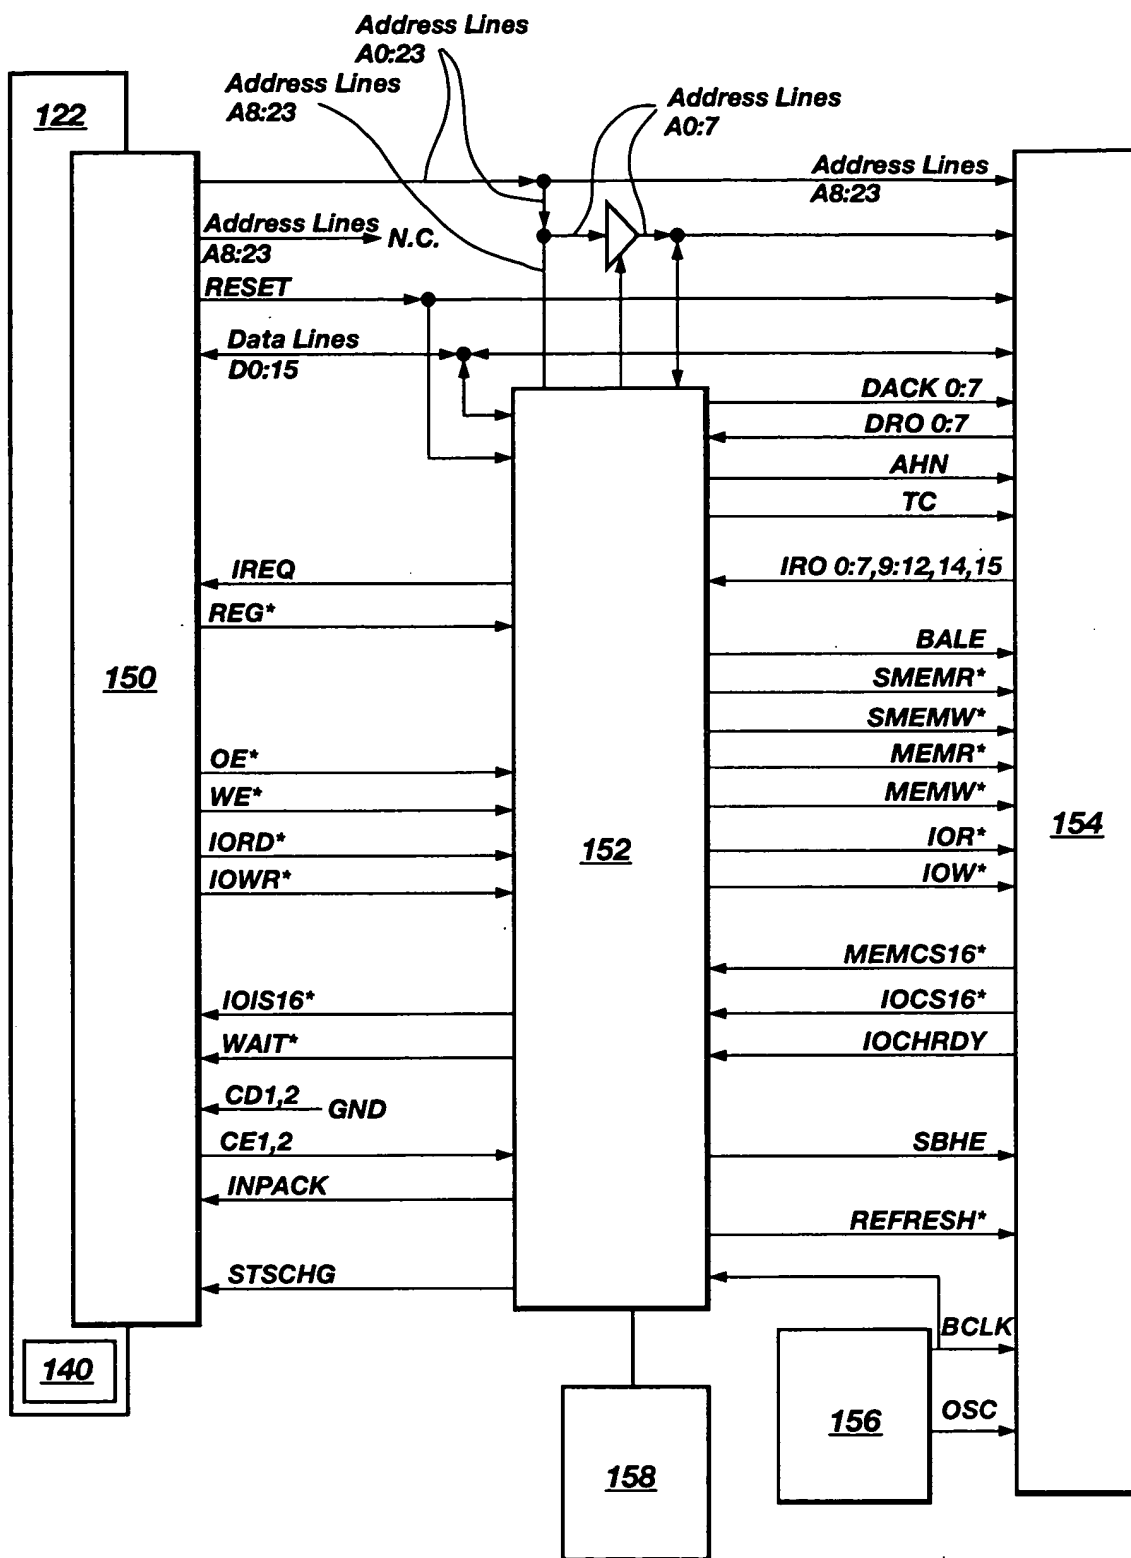 Address Lines
A0:23
Address Lines
A8:23
Address Lines
A0:7
122
Address Lines
A8:23
Address Lines
A8:23
N.C.
RESET
Data Lines
D0:15
DACK 0:7
DRO 0:7
AHN
TC
IREQ
IRO 0:7,9:12,14,15
REG*
BALE
150
SMEMR*
SMEMW*
OE*
MEMR*
WE*
MEMW*
154
IORD*
152
IOR*
IOWR*
IOW*
MEMCS16*
IOIS16*
IOCS16*
WAIT*
IOCHRDY
CD1,2
GND
CE1,2
SBHE
INPACK
REFRESH*
STSCHG
BCLK
140
OSC
156
158